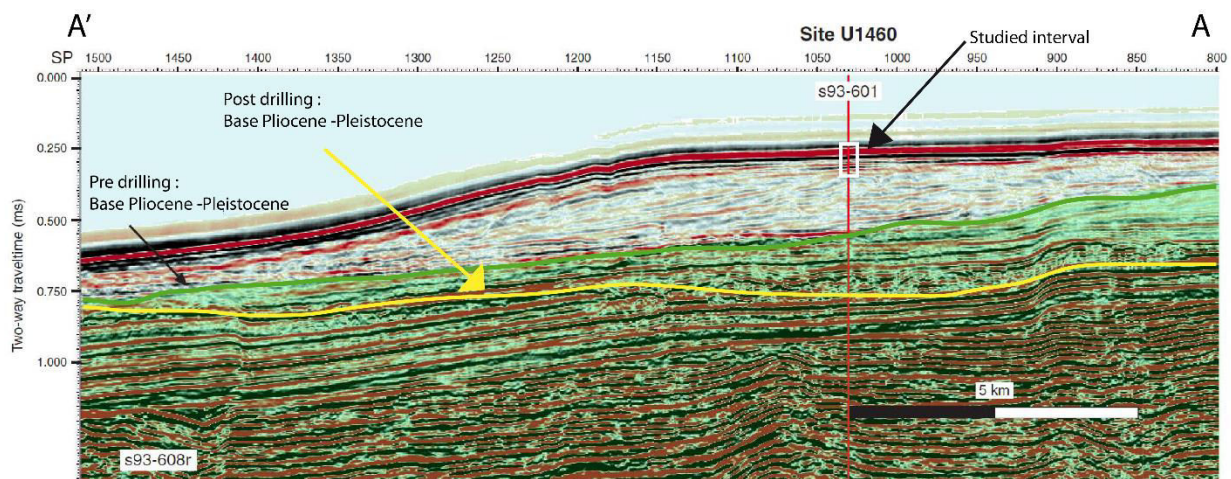 A'
A
Site U1460
Studied interval
SP
1500
1450
1400
1350
1300
1250
1200
1150
1100
1050
1000
950
900
850
800
s93-601
Post drilling :
Base Pliocene -Pleistocene
Pre drilling :
Base Pliocene -Pleistocene
Two-way traveltime (ms)
0.000
0.250
0.500
0.750
1.000
5 km
s93-608r